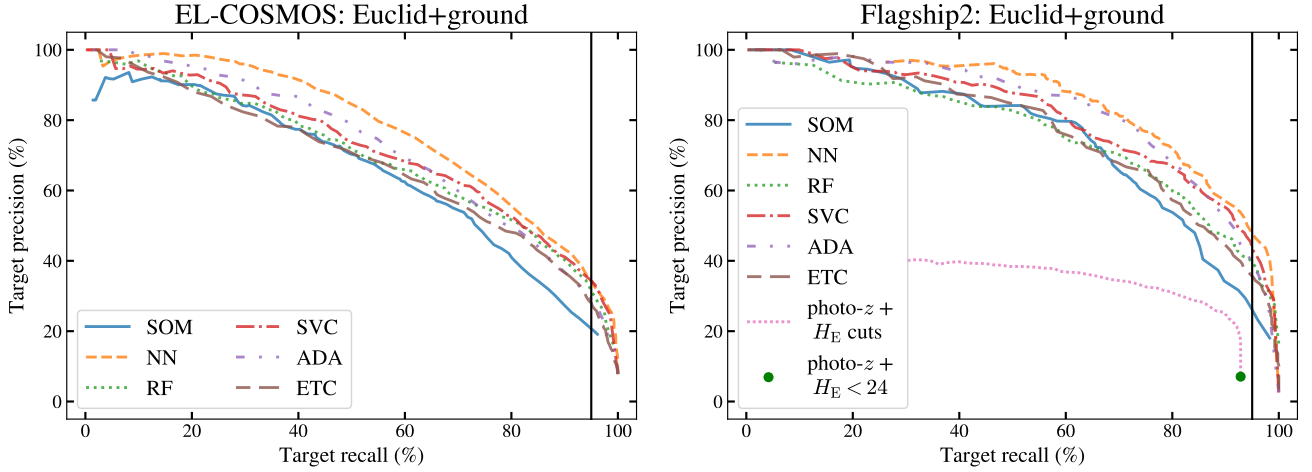 EL-COSMOS: Euclid+ground
Target precision (%)
100
80
60
40
20
0
SOM
NN
RF
SVC
ADA
ETC
0
20
40
60
80
100
Target recall (%)
Flagship2: Euclid+ground
Target precision (%)
100
80
60
40
20
0
SOM
NN
RF
SVC
ADA
ETC
photo-z +
H_E cuts
photo-z +
H_E < 24
0
20
40
60
80
100
Target recall (%)